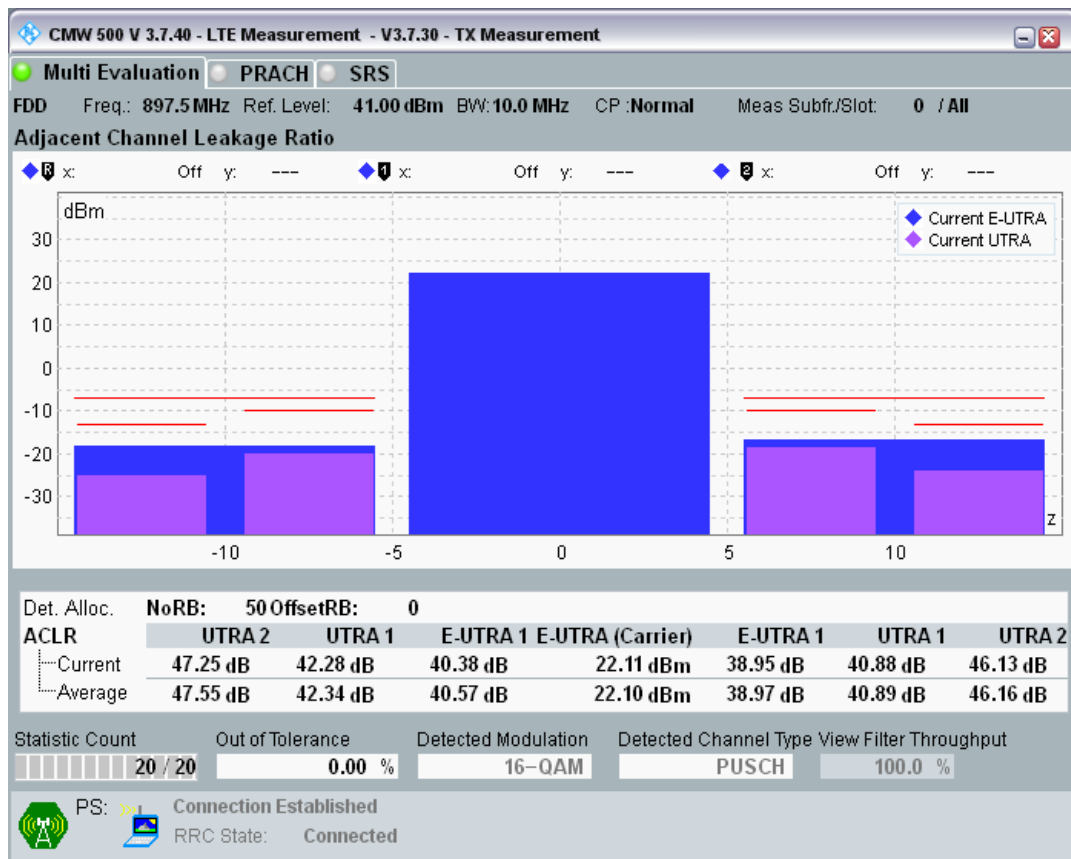 CMW 500 V 3.7.40 - LTE Measurement - V3.7.30 - TX Measurement
Multi Evaluation PRACH SRS
FDD Freq.: 897.5 MHz Ref. Level: 41.00 dBm BW: 10.0 MHz CP :Normal Meas Subfr./Slot: 0 / All
Adjacent Channel Leakage Ratio
R x: Off y: --- 1 x: Off y: --- 2 x: Off y: ---
dBm
Current E-UTRA
Current UTRA
30
20
10
0
-10
-20
-30
z
-10 -5 0 5 10
Det. Alloc. NoRB: 50 OffsetRB: 0
ACLR UTRA 2 UTRA 1 E-UTRA 1 E-UTRA (Carrier) E-UTRA 1 UTRA 1 UTRA 2
Current 47.25 dB 42.28 dB 40.38 dB 22.11 dBm 38.95 dB 40.88 dB 46.13 dB
Average 47.55 dB 42.34 dB 40.57 dB 22.10 dBm 38.97 dB 40.89 dB 46.16 dB
Statistic Count Out of Tolerance Detected Modulation Detected Channel Type View Filter Throughput
20 / 20 0.00 % 16-QAM PUSCH 100.0 %
PS: Connection Established
RRC State: Connected